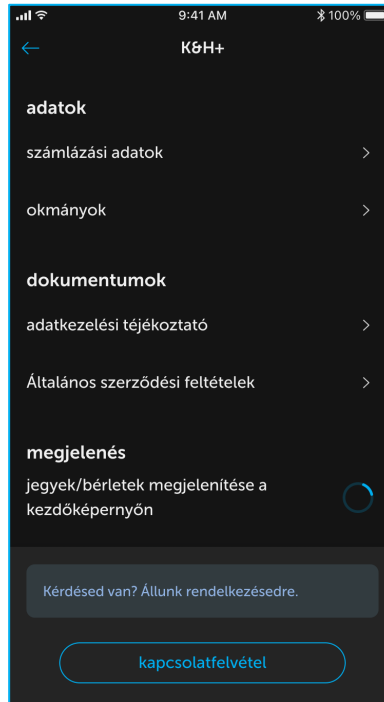 9:41 AM
100%
K&H+
adatok
számlázási adatok
okmányok
dokumentumok
adatkezelési téjékoztató
Általános szerződési feltételek
megjelenés
jegyek/bérletek megjelenítése a
kezdőképernyőn
Kérdésed van? Állunk rendelkezésedre.
kapcsolatfelvétel